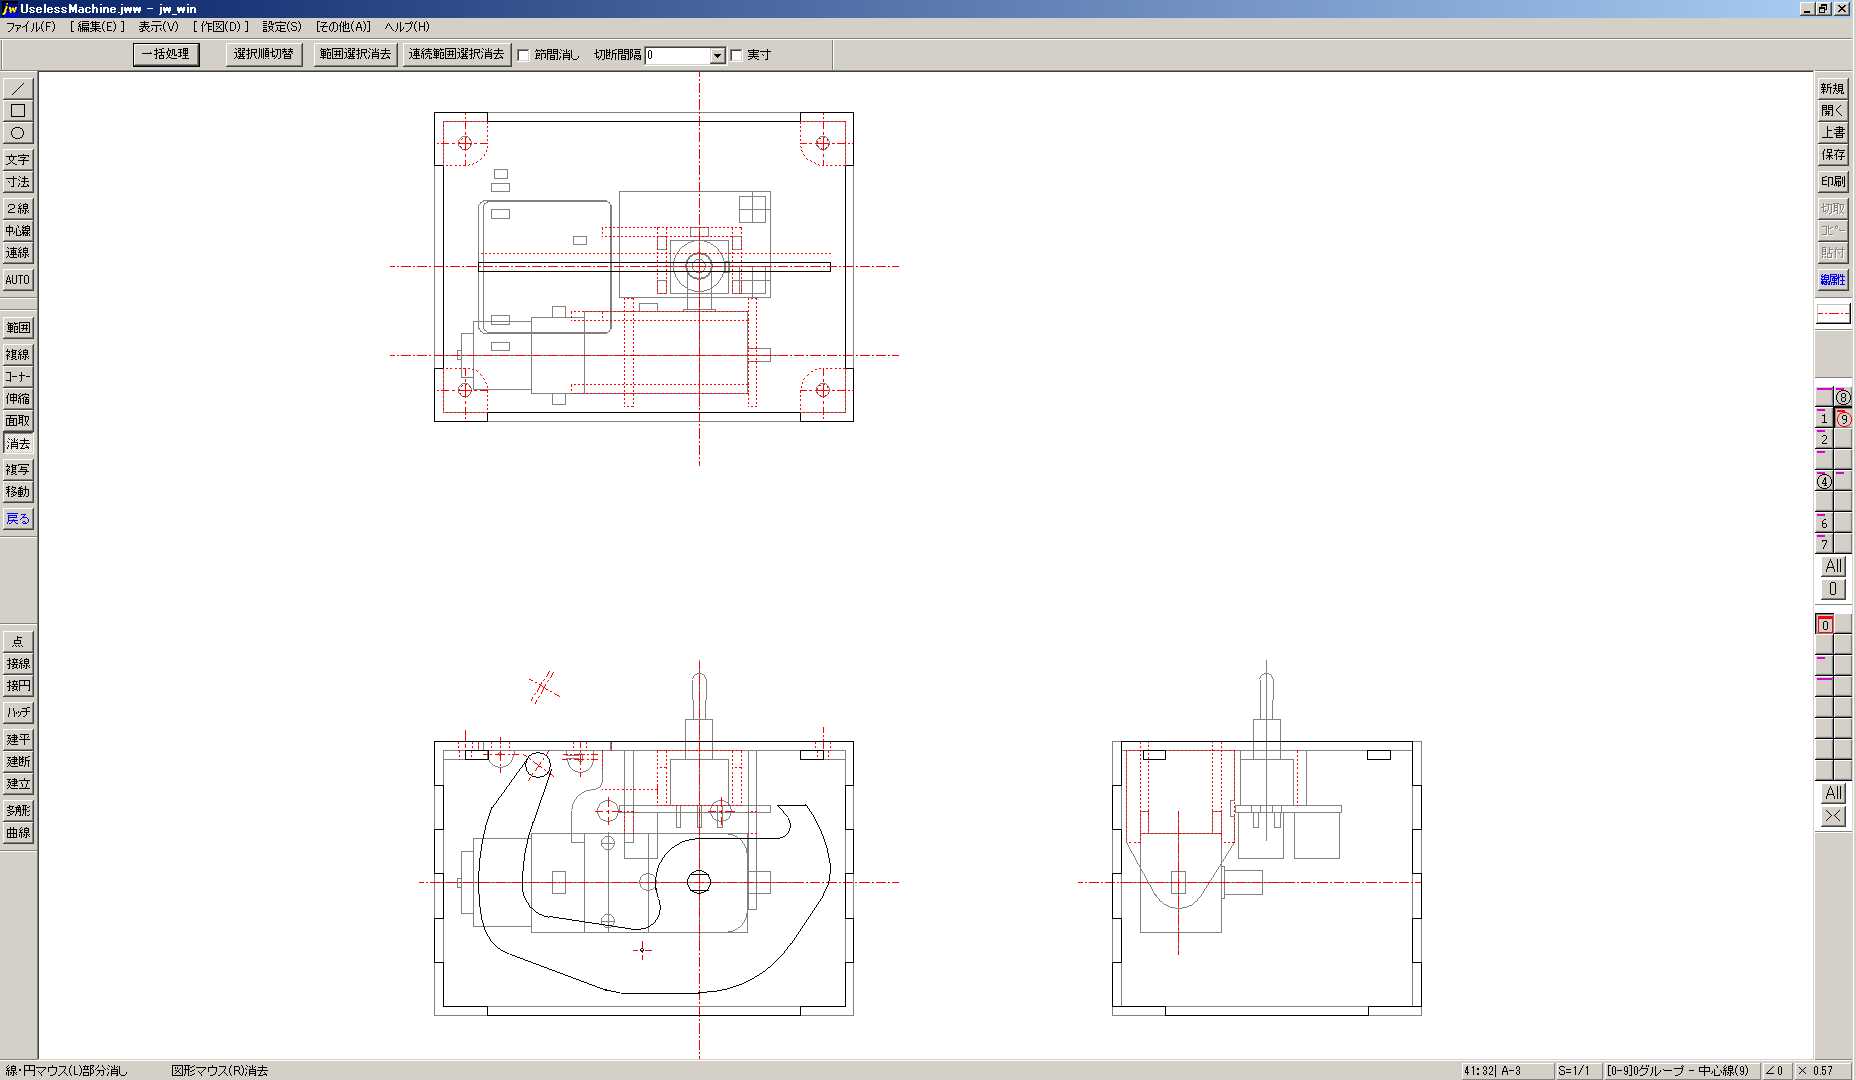 jw UselessMachine.jww - jw_win
ファイル(F) [ 編集(E) ] 表示(V) [ 作図(D) ] 設定(S) [その他(A)] ヘルプ(H)
一括処理 選択順切替 範囲選択消去 連続範囲選択消去 節間消し 切断間隔 0 実寸
／
□
○
文字
寸法
２線
中心線
連線
AUTO
範囲
複線
コーナー
伸縮
面取
消去
複写
移動
戻る
点
接線
接円
ハッチ
建平
建断
建立
多角形
曲線
新規
開く
上書
保存
印刷
切取
コピー
貼付
線属性
8
1 9
2
4
6
7
All
0
0
All
×
線・円マウス(L)部分消し 図形マウス(R)消去
41:32| A-3 S=1/1 [0-9]0グループ - 中心線(9) ∠0 × 0.57